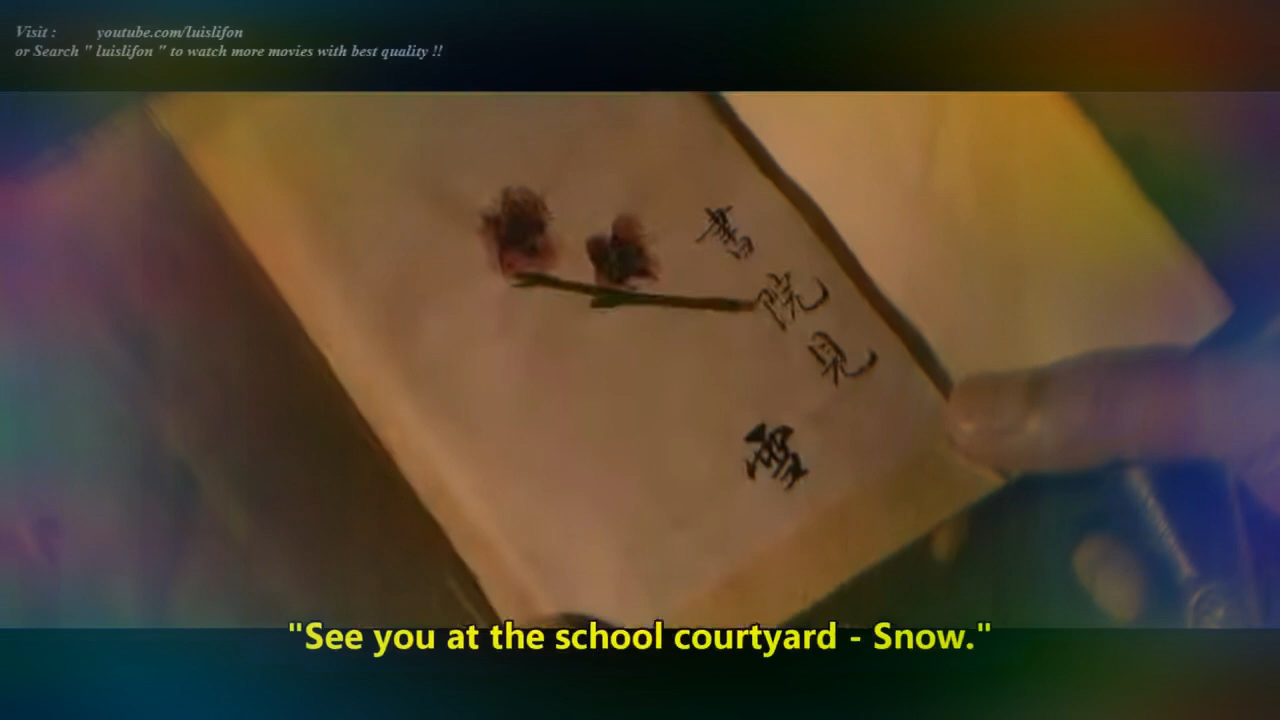 Visit : youtube.com/luislifon
or Search " luislifon " to watch more movies with best quality !!
書院見
雪
"See you at the school courtyard - Snow."